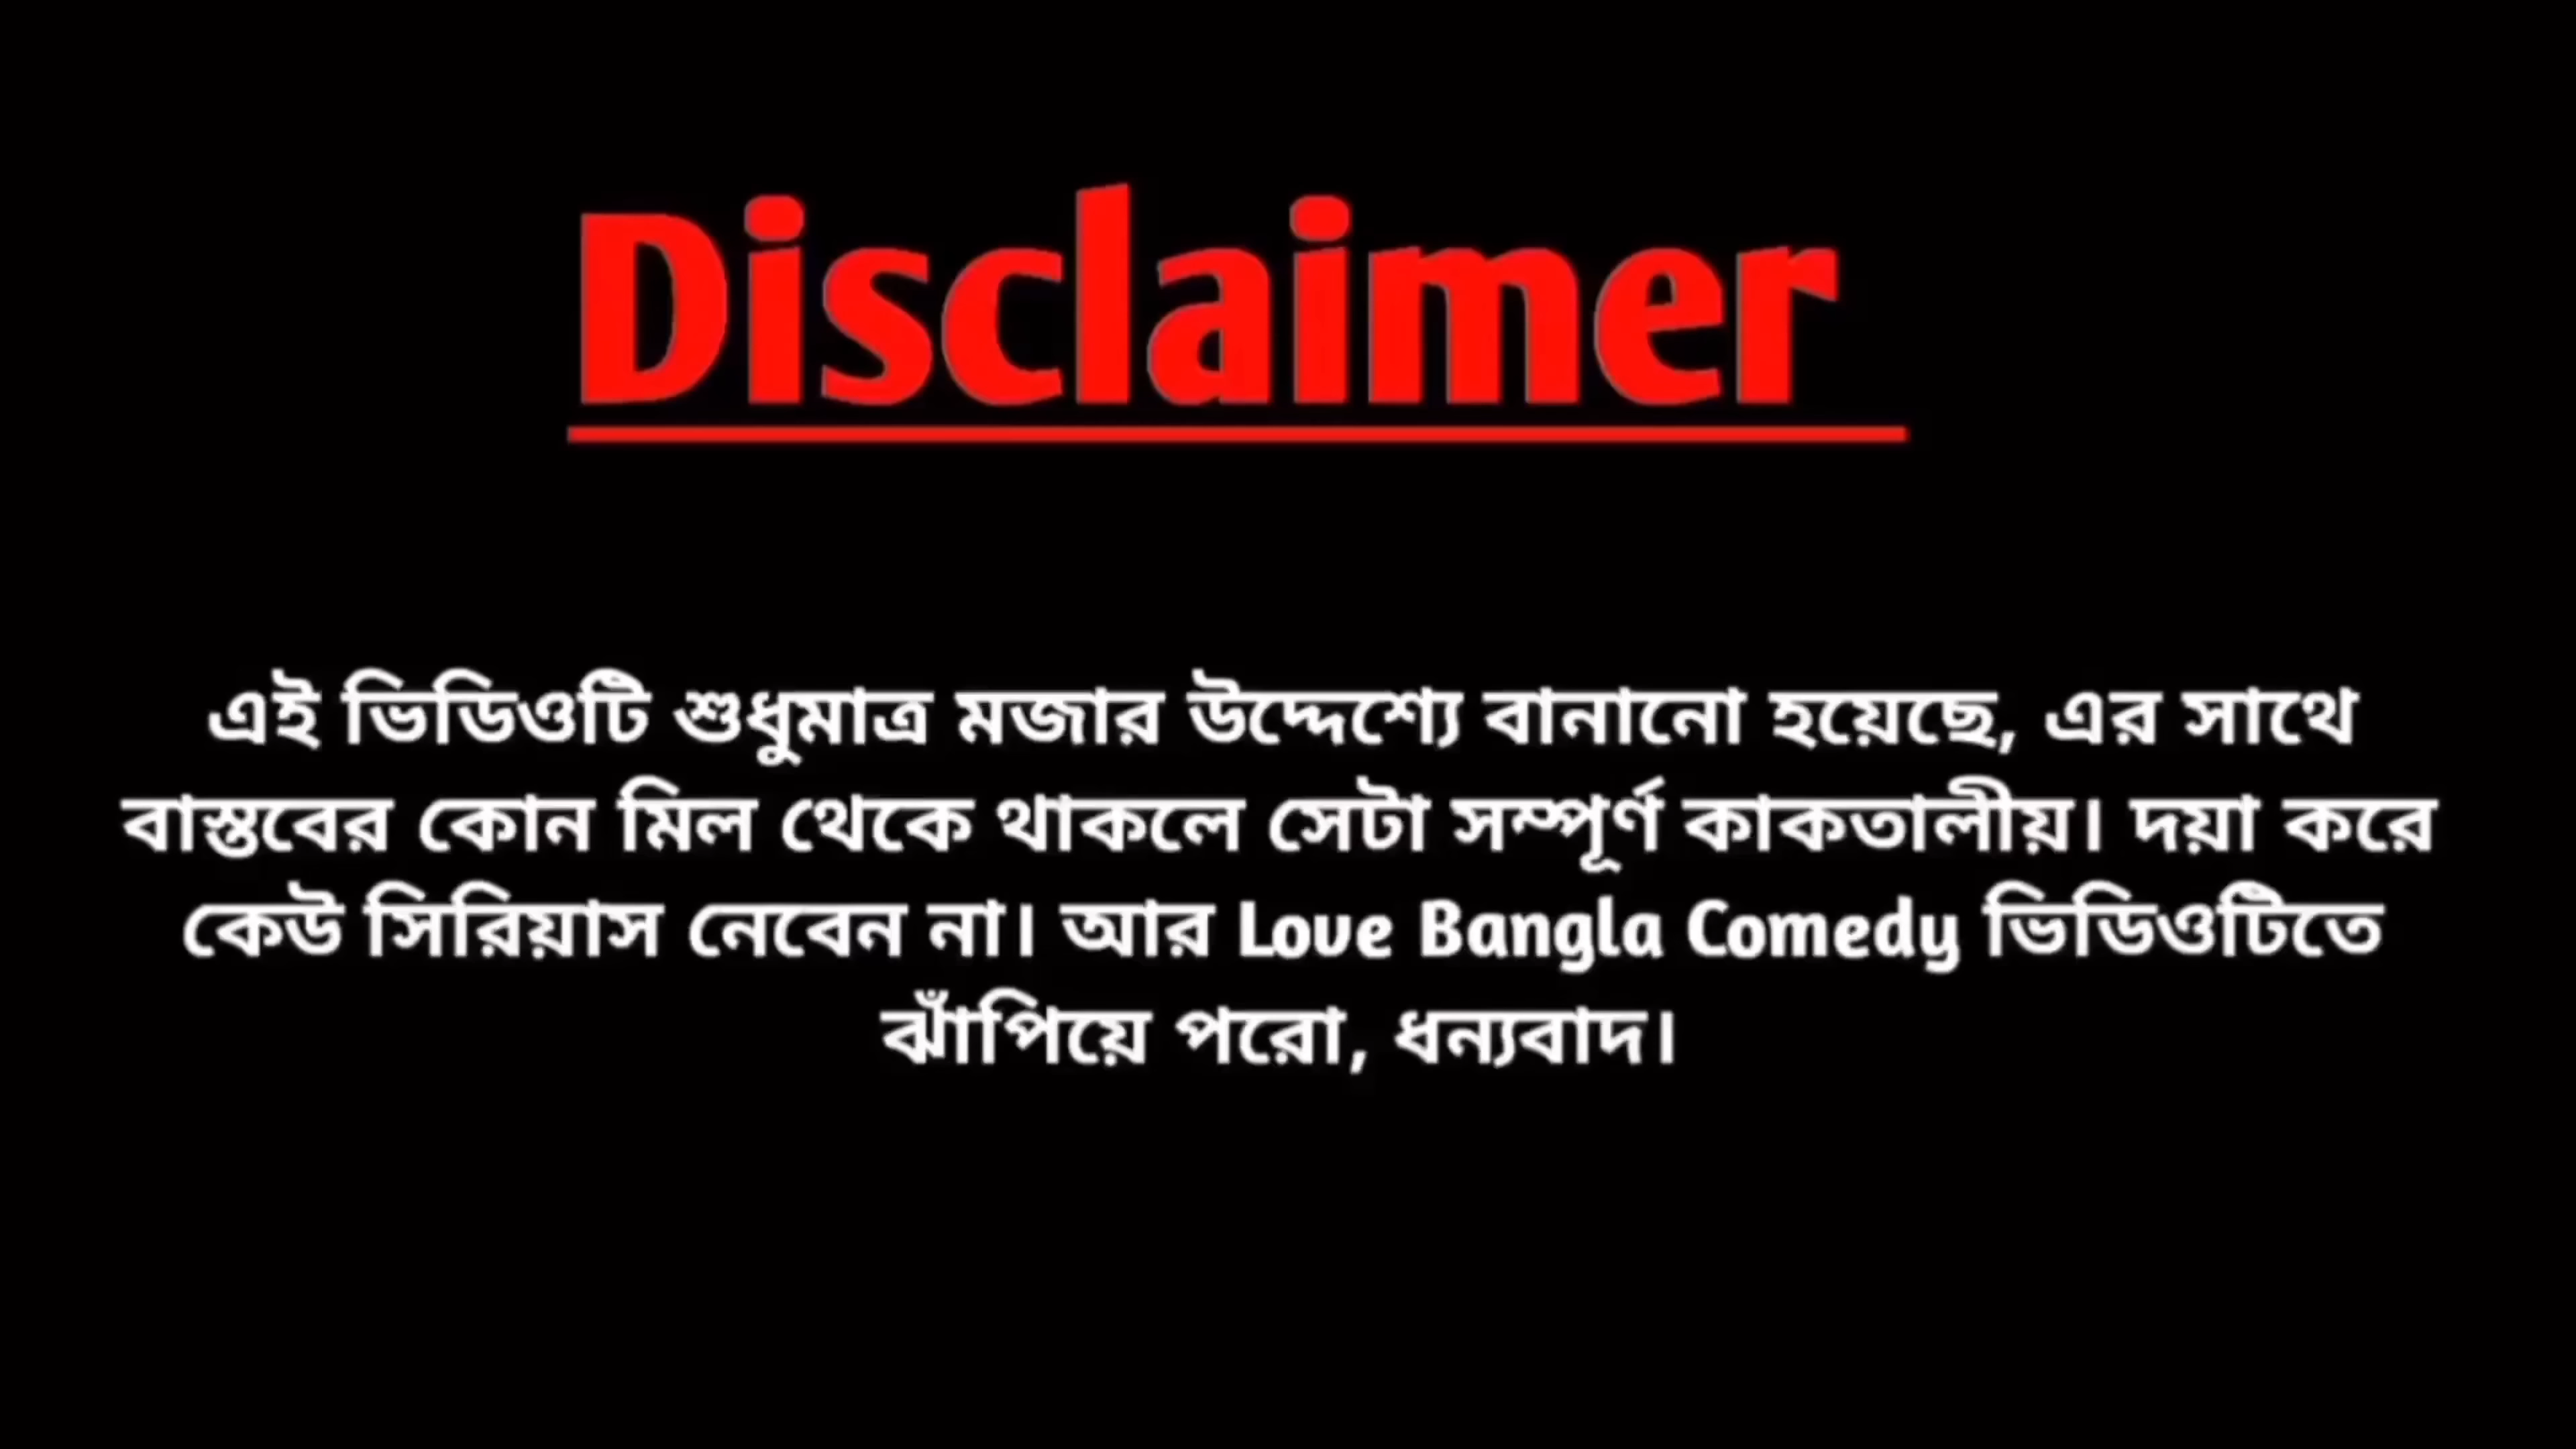 Disclaimer
এই ভিডিওটি শুধুমাত্র মজার উদ্দেশ্যে বানানো হয়েছে, এর সাথে
বাস্তবের কোন মিল থেকে থাকলে সেটা সম্পূর্ণ কাকতালীয়। দয়া করে
কেউ সিরিয়াস নেবেন না। আর Love Bangla Comedy ভিডিওটিতে
ঝাঁপিয়ে পরো, ধন্যবাদ।